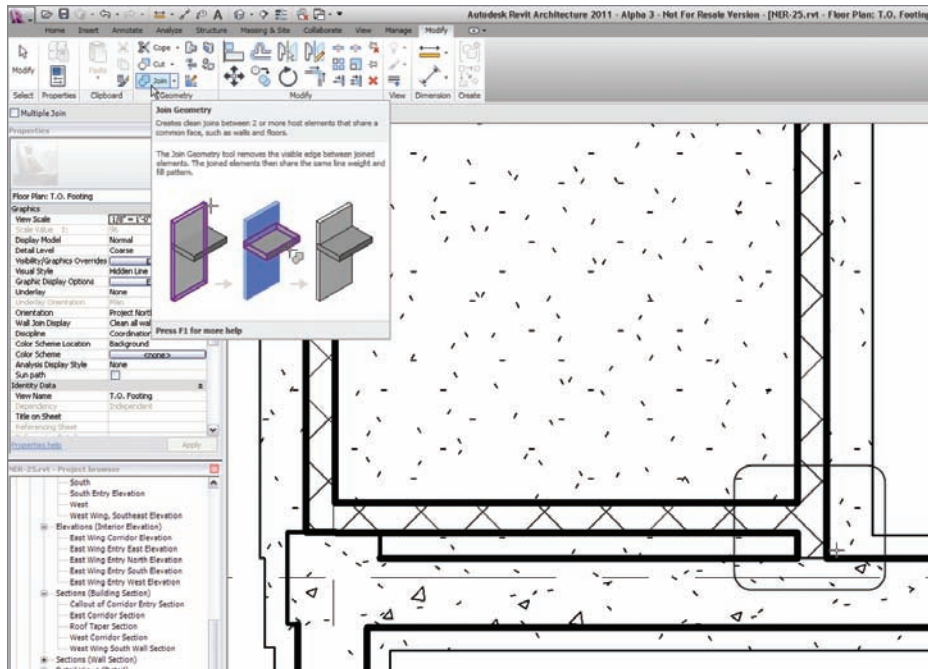 Autodesk Revit Architecture 2011 - Alpha 3 - Not For Resale Version - [NER-25.rvt - Floor Plan: T.O. Footing
Home Insert Annotate Analyze Structure Massing & Site Collaborate View Manage Modify
Modify
Paste
Cope
Cut
Join
Select Properties Clipboard Geometry Modify View Dimension Create
Multiple Join
Properties
Join Geometry
Creates clean joins between 2 or more host elements that share a
common face, such as walls and floors.
The Join Geometry tool removes the visible edge between joined
elements. The joined elements then share the same line weight and
fill pattern.
Press F1 for more help
Floor Plan: T.O. Footing
Graphics
View Scale 1/8" = 1'-0"
Scale Value 1: 96
Display Model Normal
Detail Level Coarse
Visibility/Graphics Overrides
Visual Style Hidden Line
Graphic Display Options
Underlay None
Underlay Orientation Plan
Orientation Project North
Wall Join Display Clean all wal
Discipline Coordination
Color Scheme Location Background
Color Scheme <none>
Analysis Display Style None
Sun path
Identity Data
View Name T.O. Footing
Dependency Independent
Title on Sheet
Referencing Sheet
Properties help Apply
NER-25.rvt - Project browser
South
South Entry Elevation
West
West Wing, Southeast Elevation
Elevations (Interior Elevation)
East Wing Corridor Elevation
East Wing Entry East Elevation
East Wing Entry North Elevation
East Wing Entry South Elevation
East Wing Entry West Elevation
Sections (Building Section)
Callout of Corridor Entry Section
East Corridor Section
Roof Taper Section
West Corridor Section
West Wing South Wall Section
Sections (Wall Section)